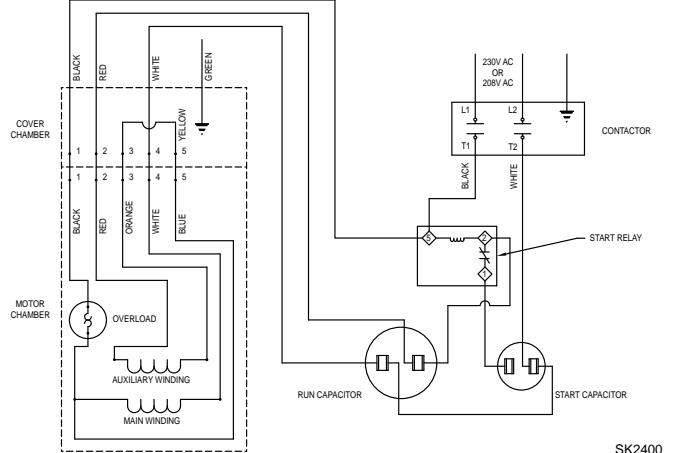 BLACK
RED
WHITE
GREEN
COVER
CHAMBER
YELLOW
1
2
3
4
5
1
2
3
4
5
BLACK
RED
ORANGE
WHITE
BLUE
MOTOR
CHAMBER
OVERLOAD
AUXILIARY WINDING
MAIN WINDING
230V AC
OR
208V AC
L1
L2
T1
T2
CONTACTOR
BLACK
WHITE
5
2
1
START RELAY
RUN CAPACITOR
START CAPACITOR
SK2400